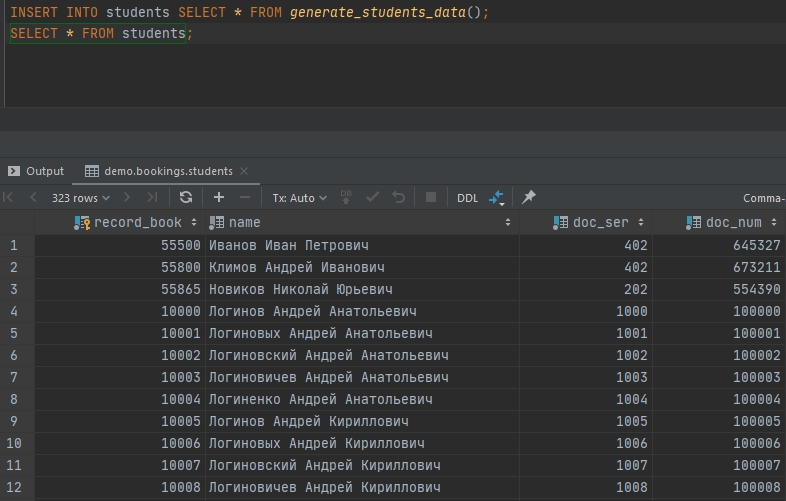 INSERT INTO students SELECT * FROM generate_students_data();
SELECT * FROM students;
Output demo.bookings.students
323 rows Tx: Auto DB DDL Comma-
record_book name doc_ser doc_num
1 55500 Иванов Иван Петрович 402 645327
2 55800 Климов Андрей Иванович 402 673211
3 55865 Новиков Николай Юрьевич 202 554390
4 10000 Логинов Андрей Анатольевич 1000 100000
5 10001 Логиновых Андрей Анатольевич 1001 100001
6 10002 Логиновский Андрей Анатольевич 1002 100002
7 10003 Логиновичев Андрей Анатольевич 1003 100003
8 10004 Логиненко Андрей Анатольевич 1004 100004
9 10005 Логинов Андрей Кириллович 1005 100005
10 10006 Логиновых Андрей Кириллович 1006 100006
11 10007 Логиновский Андрей Кириллович 1007 100007
12 10008 Логиновичев Андрей Кириллович 1008 100008